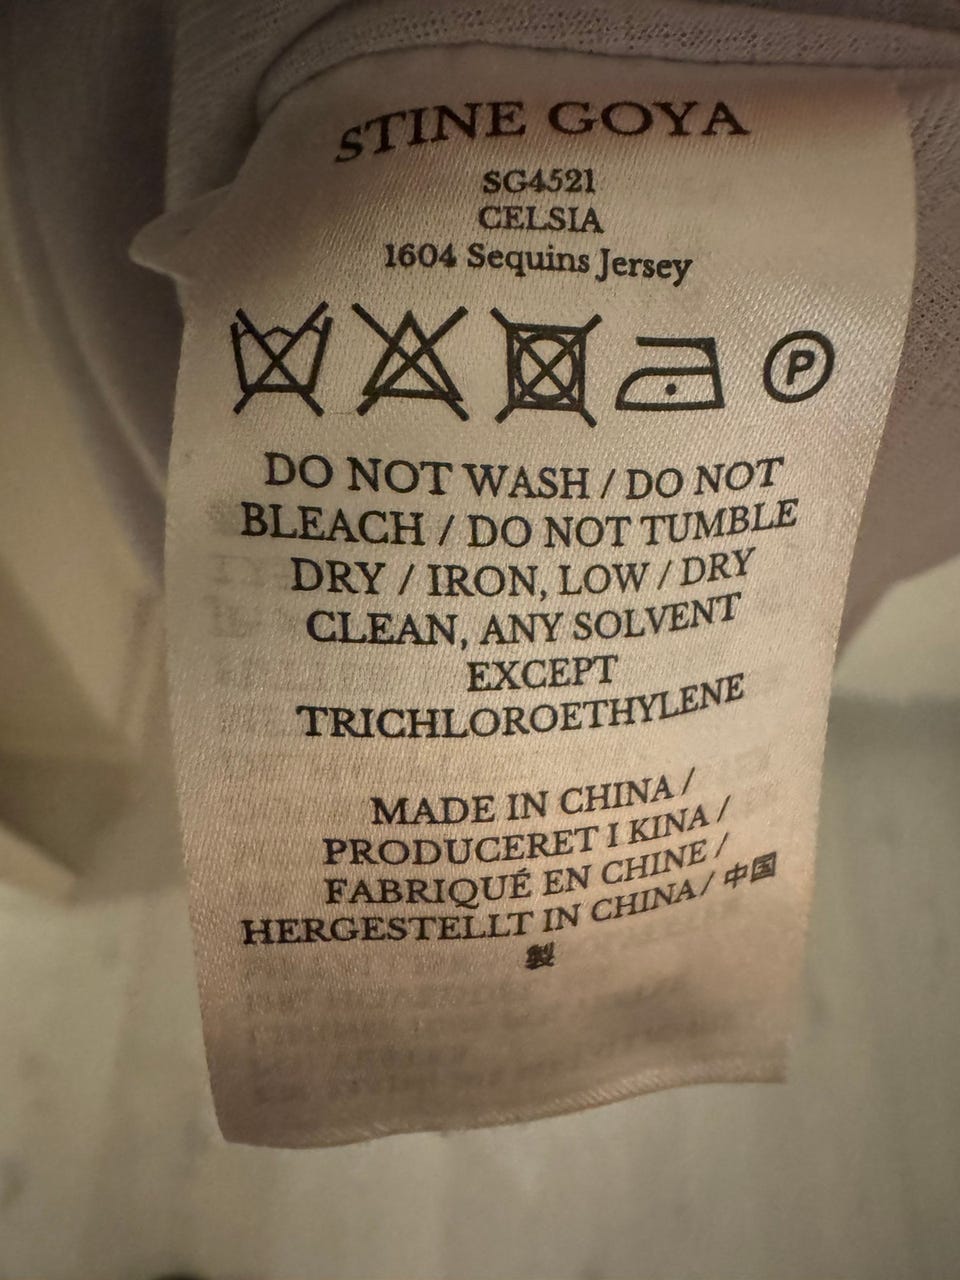 STINE GOYA
SG4521
CELSIA
1604 Sequins Jersey
P
DO NOT WASH / DO NOT
BLEACH / DO NOT TUMBLE
DRY / IRON, LOW / DRY
CLEAN, ANY SOLVENT
EXCEPT
TRICHLOROETHYLENE
MADE IN CHINA /
PRODUCERET I KINA /
FABRIQUÉ EN CHINE /
HERGESTELLT IN CHINA / 中国
製